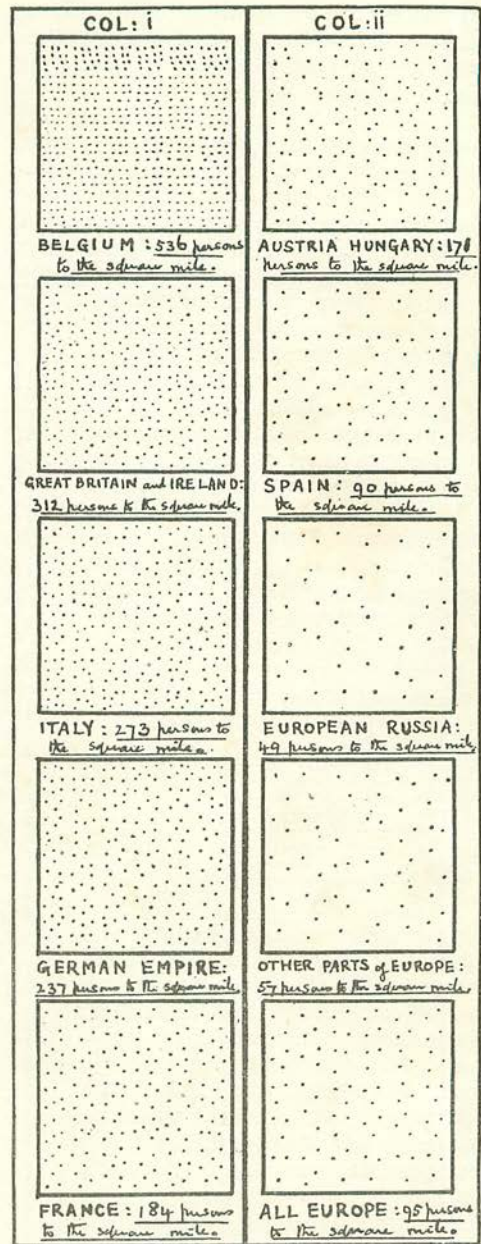 COL: i
BELGIUM: 536 persons
to the square mile.
GREAT BRITAIN and IRELAND:
312 persons to the square mile.
ITALY: 273 persons to
the square mile.
GERMAN EMPIRE:
237 persons to the square mile.
FRANCE: 184 persons
to the square mile.
COL: ii
AUSTRIA HUNGARY: 171
persons to the square mile.
SPAIN: 90 persons to
the square mile.
EUROPEAN RUSSIA:
49 persons to the square mile.
OTHER PARTS of EUROPE:
57 persons to the square mile.
ALL EUROPE: 95 persons
to the square mile.